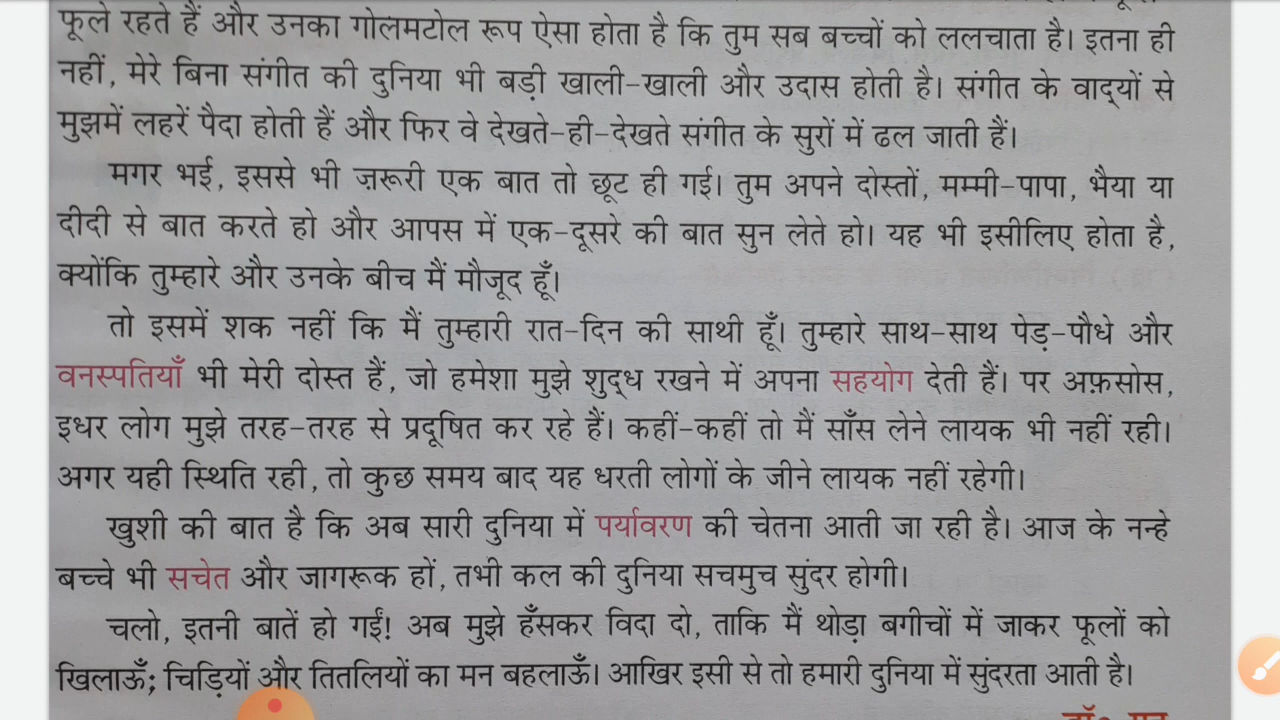 फूले रहते हैं और उनका गोलमटोल रूप ऐसा होता है कि तुम सब बच्चों को ललचाता है। इतना ही
नहीं, मेरे बिना संगीत की दुनिया भी बड़ी खाली-खाली और उदास होती है। संगीत के वाद्यों से
मुझमें लहरें पैदा होती हैं और फिर वे देखते-ही-देखते संगीत के सुरों में ढल जाती हैं।
मगर भई, इससे भी ज़रूरी एक बात तो छूट ही गई। तुम अपने दोस्तों, मम्मी-पापा, भैया या
दीदी से बात करते हो और आपस में एक-दूसरे की बात सुन लेते हो। यह भी इसीलिए होता है,
क्योंकि तुम्हारे और उनके बीच मैं मौजूद हूँ।
तो इसमें शक नहीं कि मैं तुम्हारी रात-दिन की साथी हूँ। तुम्हारे साथ-साथ पेड़-पौधे और
वनस्पतियाँ भी मेरी दोस्त हैं, जो हमेशा मुझे शुद्ध रखने में अपना सहयोग देती हैं। पर अफ़सोस,
इधर लोग मुझे तरह-तरह से प्रदूषित कर रहे हैं। कहीं-कहीं तो मैं साँस लेने लायक भी नहीं रही।
अगर यही स्थिति रही, तो कुछ समय बाद यह धरती लोगों के जीने लायक नहीं रहेगी।
खुशी की बात है कि अब सारी दुनिया में पर्यावरण की चेतना आती जा रही है। आज के नन्हे
बच्चे भी सचेत और जागरूक हों, तभी कल की दुनिया सचमुच सुंदर होगी।
चलो, इतनी बातें हो गईं! अब मुझे हँसकर विदा दो, ताकि मैं थोड़ा बगीचों में जाकर फूलों को
खिलाऊँ; चिड़ियों और तितलियों का मन बहलाऊँ। आखिर इसी से तो हमारी दुनिया में सुंदरता आती है।